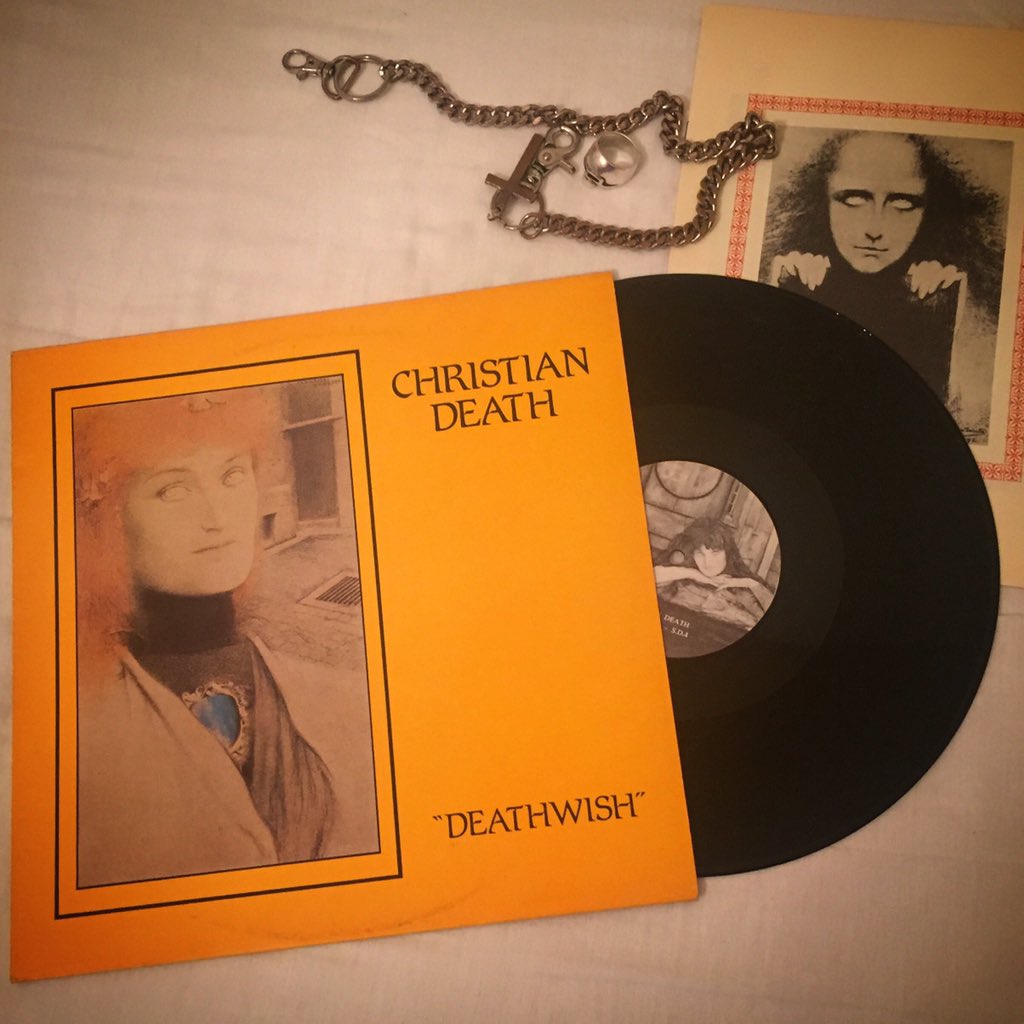 CHRISTIAN
DEATH
"DEATHWISH"
DEATH
- S.D.A